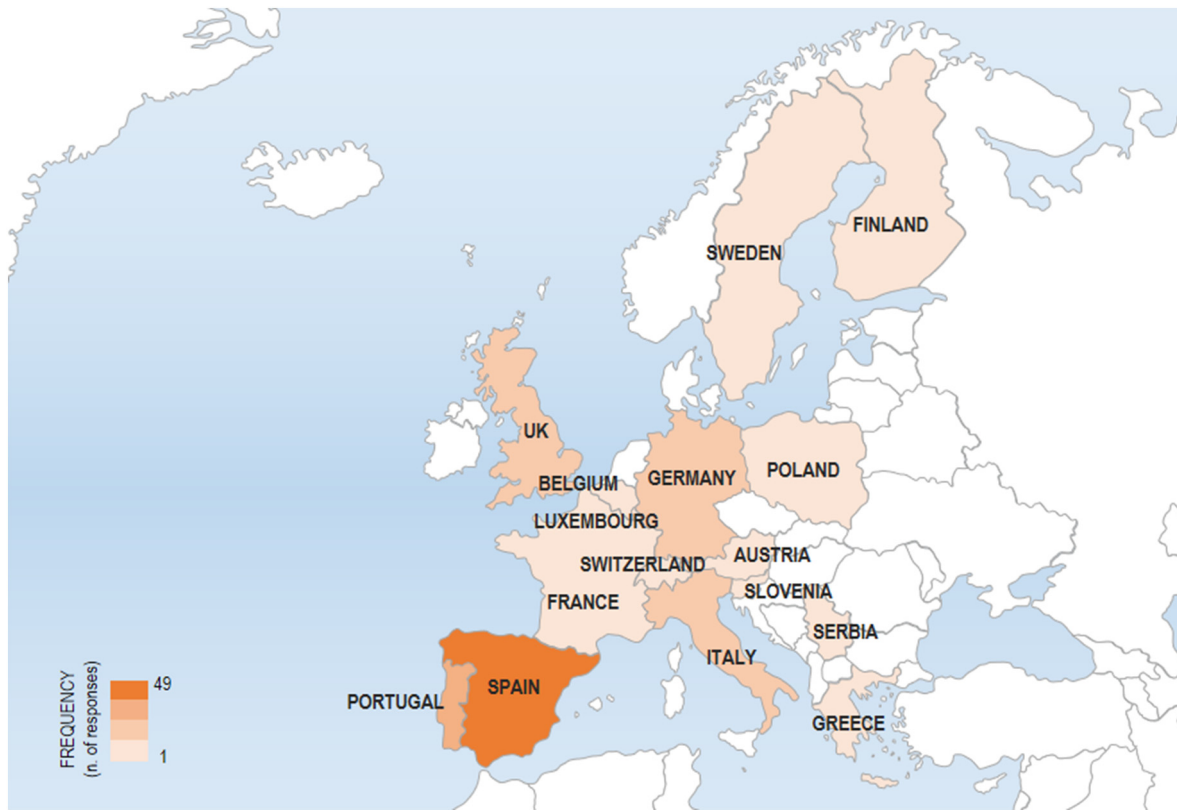 FINLAND
SWEDEN
UK
BELGIUM
GERMANY
POLAND
LUXEMBOURG
SWITZERLAND
AUSTRIA
SLOVENIA
FRANCE
SERBIA
ITALY
SPAIN
PORTUGAL
GREECE
FREQUENCY
(n. of responses)
49
1